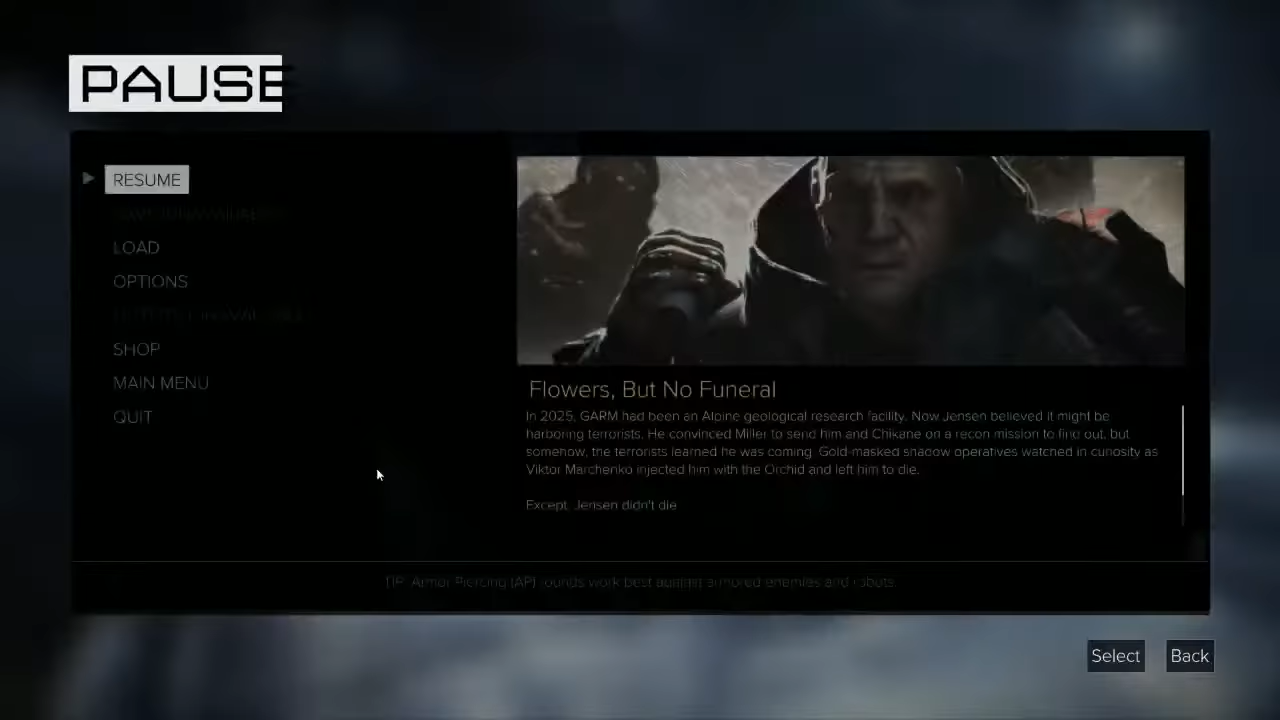 PAUSE
RESUME
LOAD
OPTIONS
SHOP
MAIN MENU
QUIT
Flowers, But No Funeral
In 2025, GARM had been an Alpine geological research facility. Now Jensen believed it might be
harboring terrorists. He convinced Miller to send him and Chikane on a recon mission to find out, but
somehow, the terrorists learned he was coming. Gold-masked shadow operatives watched in curiosity as
Viktor Marchenko injected him with the Orchid and left him to die.
Except, Jensen didn't die
TIP: Armor Piercing (AP) rounds work best against armored enemies and robots.
Select
Back